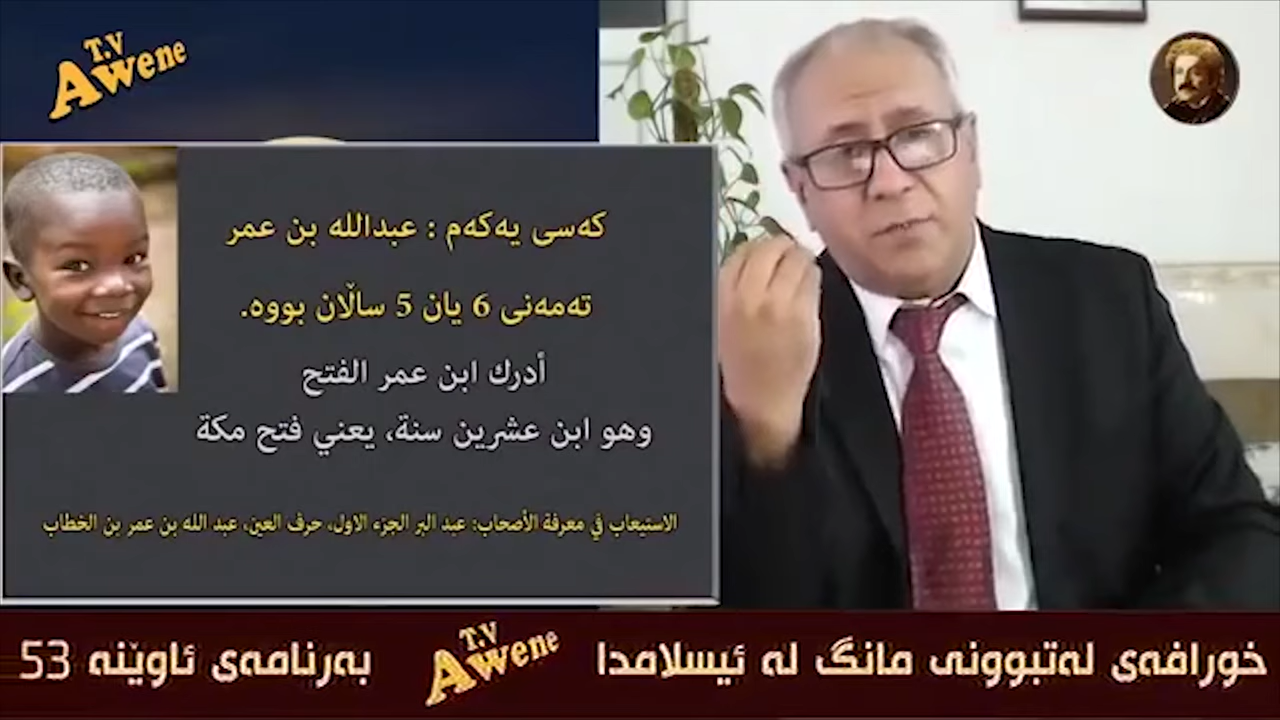 T.V
Awene
کەسی یەکەم : عبدالله بن عمر
تەمەنی 6 یان 5 ساڵان بووە.
أدرك ابن عمر الفتح
وهو ابن عشرين سنة، يعني فتح مكة
الاستيعاب في معرفة الأصحاب: عبد البر الجزء الاول، حرف العين، عبد الله بن عمر بن الخطاب
خورافەی لەتبوونی مانگ لە ئیسلامدا
T.V
Awene
بەرنامەی ئاوێنە 53